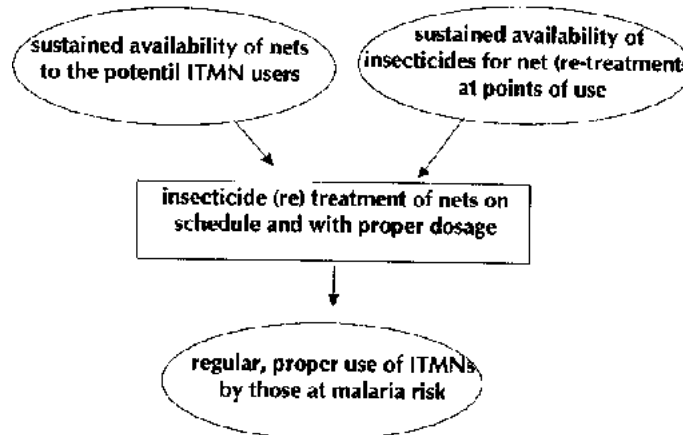 sustained availability of nets
to the potentil ITMN users
sustained availability of
insecticides for net (re-treatments
at points of use
insecticide (re) treatment of nets on
schedule and with proper dosage
regular, proper use of ITMNs
by those at malaria risk